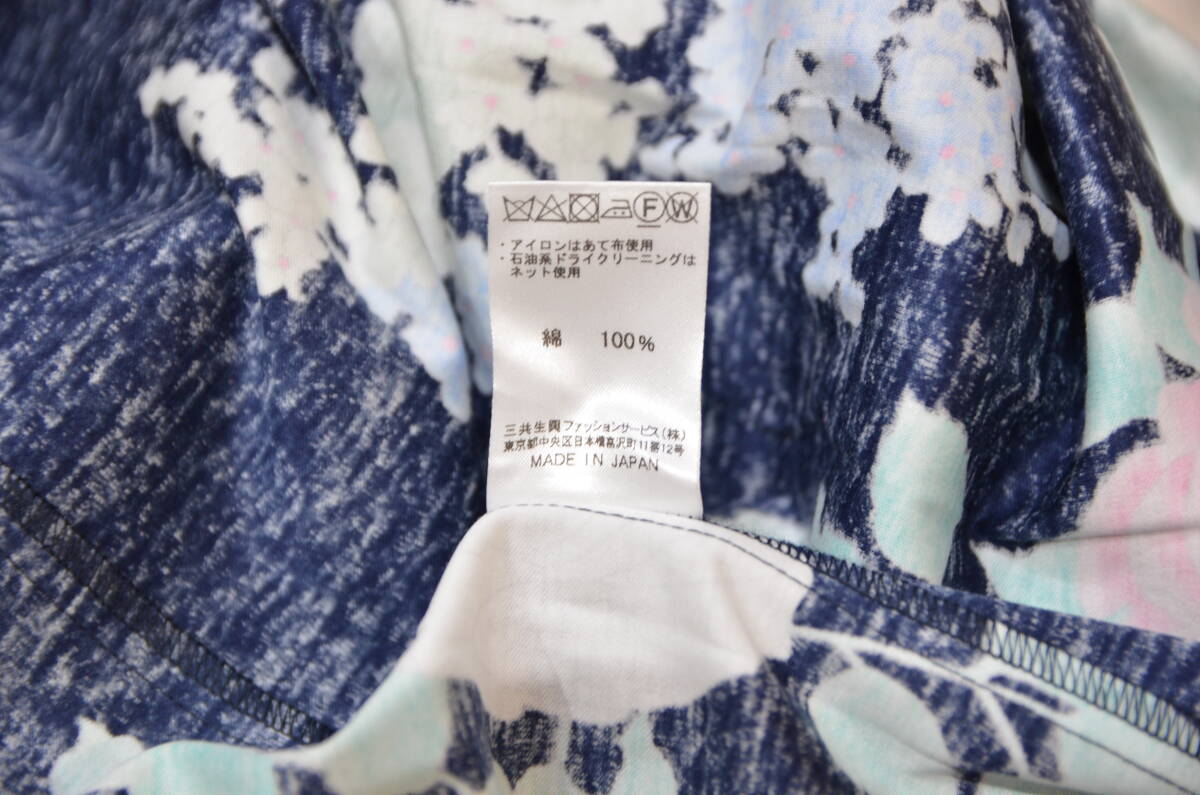 F W
・アイロンはあて布使用
・石油系ドライクリーニングは
ネット使用
綿 100%
三共生興ファッションサービス(株)
東京都中央区日本橋富沢町11番12号
MADE IN JAPAN